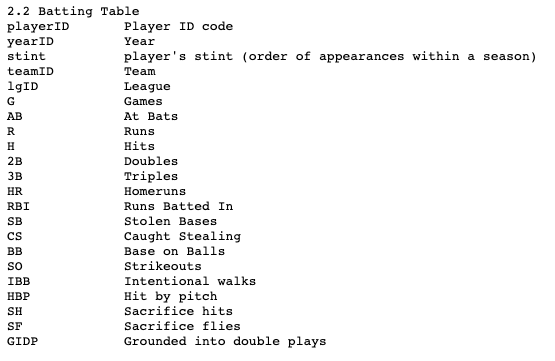 2.2 Batting Table
playerID Player ID code
yearID Year
stint player's stint (order of appearances within a season)
teamID Team
lgID League
G Games
AB At Bats
R Runs
H Hits
2B Doubles
3B Triples
HR Homeruns
RBI Runs Batted In
SB Stolen Bases
CS Caught Stealing
BB Base on Balls
SO Strikeouts
IBB Intentional walks
HBP Hit by pitch
SH Sacrifice hits
SF Sacrifice flies
GIDP Grounded into double plays